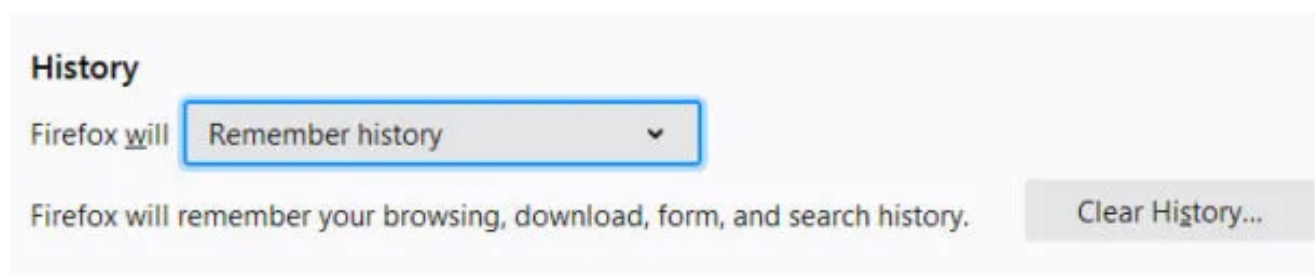 History
Firefox will Remember history
Firefox will remember your browsing, download, form, and search history. Clear History...